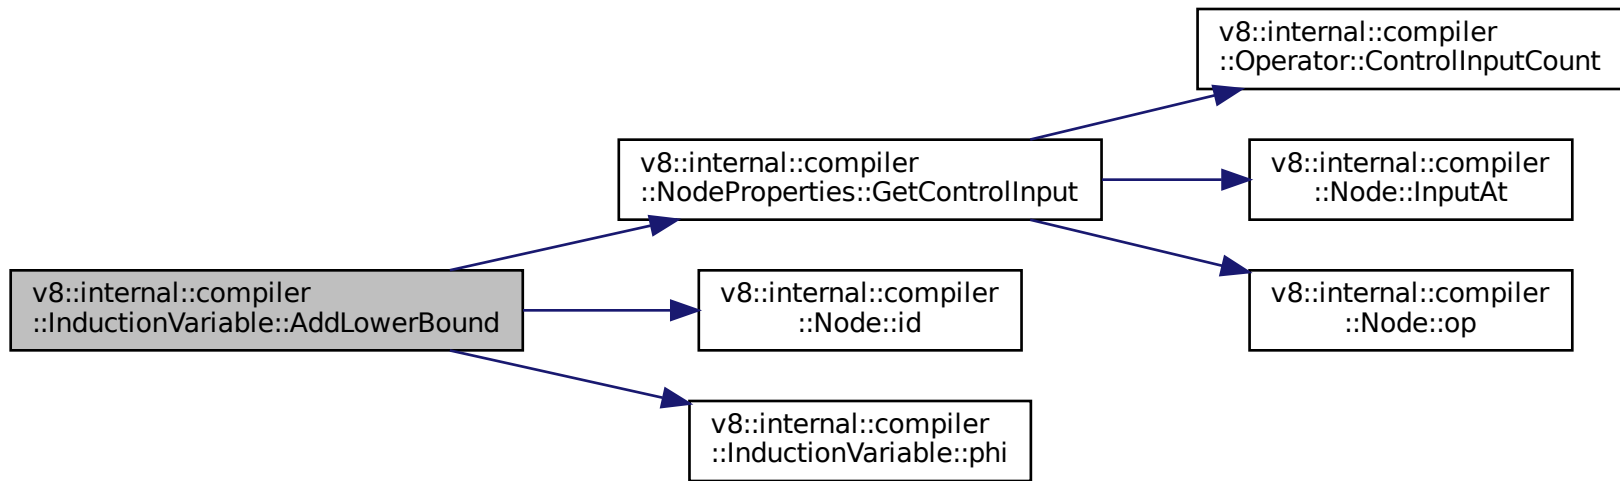 v8::internal::compiler
::InductionVariable::AddLowerBound
v8::internal::compiler
::NodeProperties::GetControlInput
v8::internal::compiler
::Operator::ControlInputCount
v8::internal::compiler
::Node::InputAt
v8::internal::compiler
::Node::op
v8::internal::compiler
::Node::id
v8::internal::compiler
::InductionVariable::phi